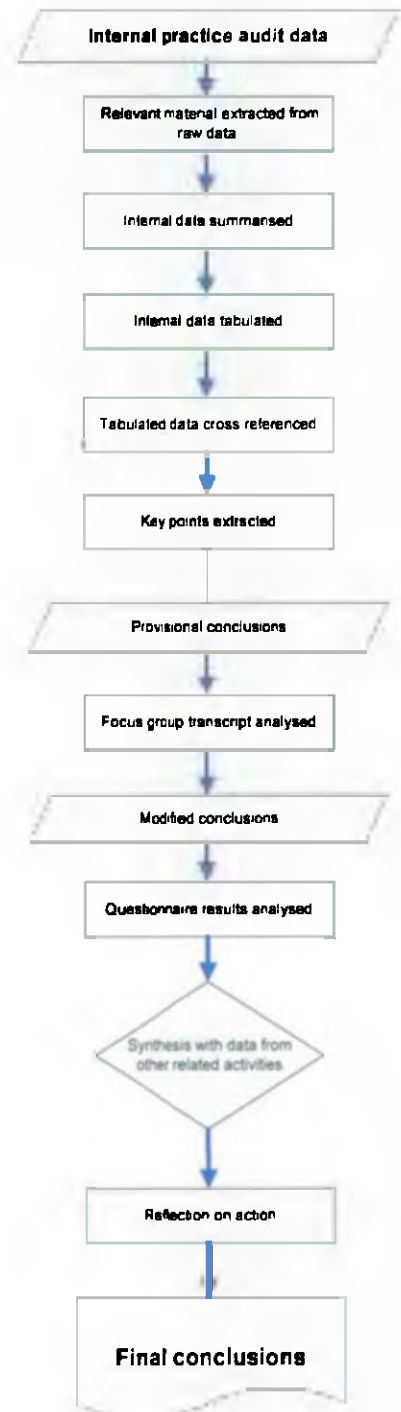 Internal practice audit data
Relevant material extracted from
raw data
Internal data summarised
Internal data tabulated
Tabulated data cross referenced
Key points extracted
Provisional conclusions
Focus group transcript analysed
Modified conclusions
Questionnaire results analysed
Synthesis with data from
other related activities
Reflection on action
Final conclusions